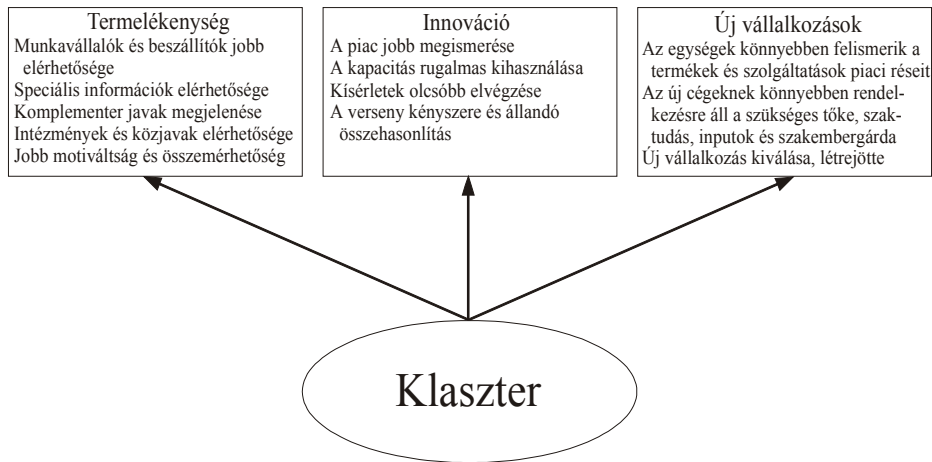 Termelékenység
Munkavállalók és beszállítók jobb
elérhetősége
Speciális információk elérhetősége
Komplementer javak megjelenése
Intézmények és közjavak elérhetősége
Jobb motiváltság és összemérhetőség
Innováció
A piac jobb megismerése
A kapacitás rugalmas kihasználása
Kísérletek olcsóbb elvégzése
A verseny kényszere és állandó
összehasonlítás
Új vállalkozások
Az egységek könnyebben felismerik a
termékek és szolgáltatások piaci réseit
Az új cégeknek könnyebben rendel-
kezésre áll a szükséges tőke, szak-
tudás, inputok és szakembergárda
Új vállalkozás kiválása, létrejötte
Klaszter